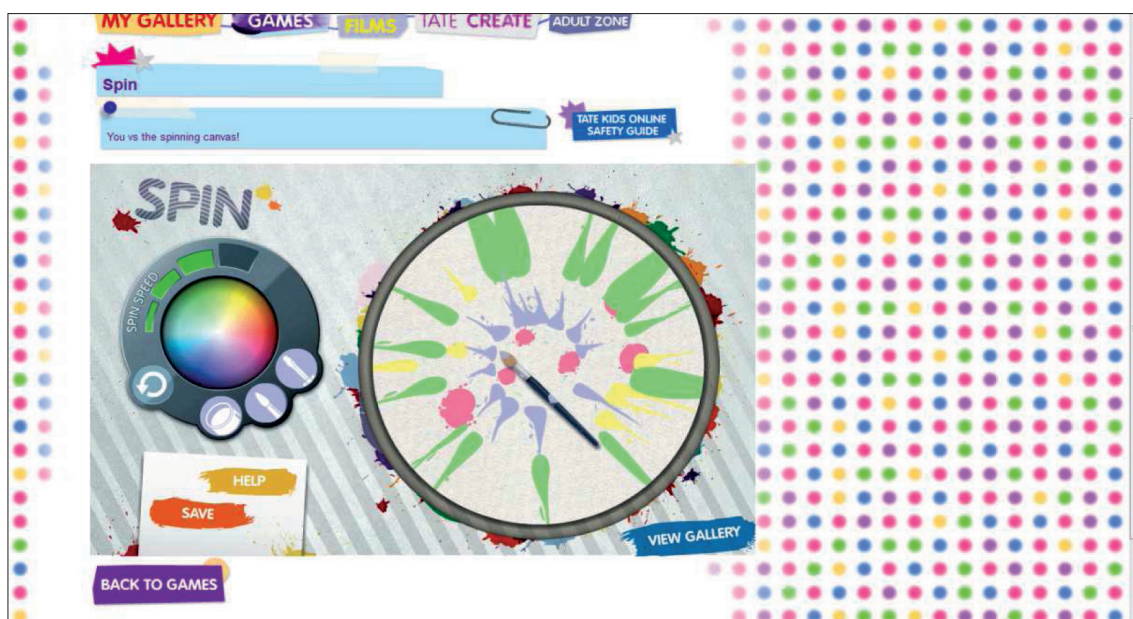 MY GALLERY
GAMES
FILMS
TATE CREATE
ADULT ZONE
Spin
You vs the spinning canvas!
TATE KIDS ONLINE
SAFETY GUIDE
SPIN
SPIN SPEED
HELP
SAVE
VIEW GALLERY
BACK TO GAMES